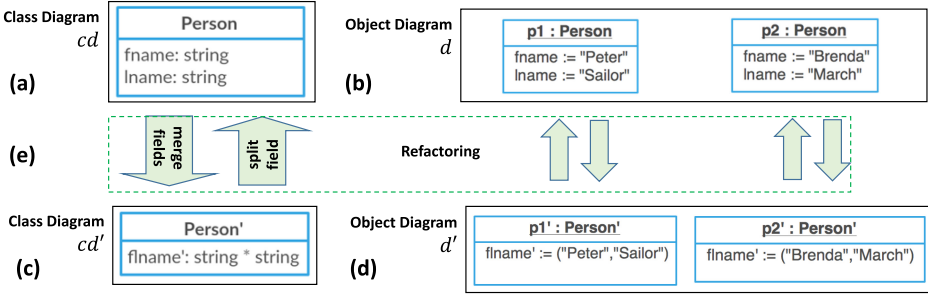 Class Diagram
cd
(a)
Person
fname: string
lname: string
Object Diagram
d
(b)
p1 : Person
fname := "Peter"
lname := "Sailor"
p2 : Person
fname := "Brenda"
lname := "March"
(e)
merge
fields
split
field
Refactoring
Class Diagram
cd′
(c)
Person'
flname': string * string
Object Diagram
d′
(d)
p1' : Person'
flname' := ("Peter","Sailor")
p2' : Person'
flname' := ("Brenda","March")